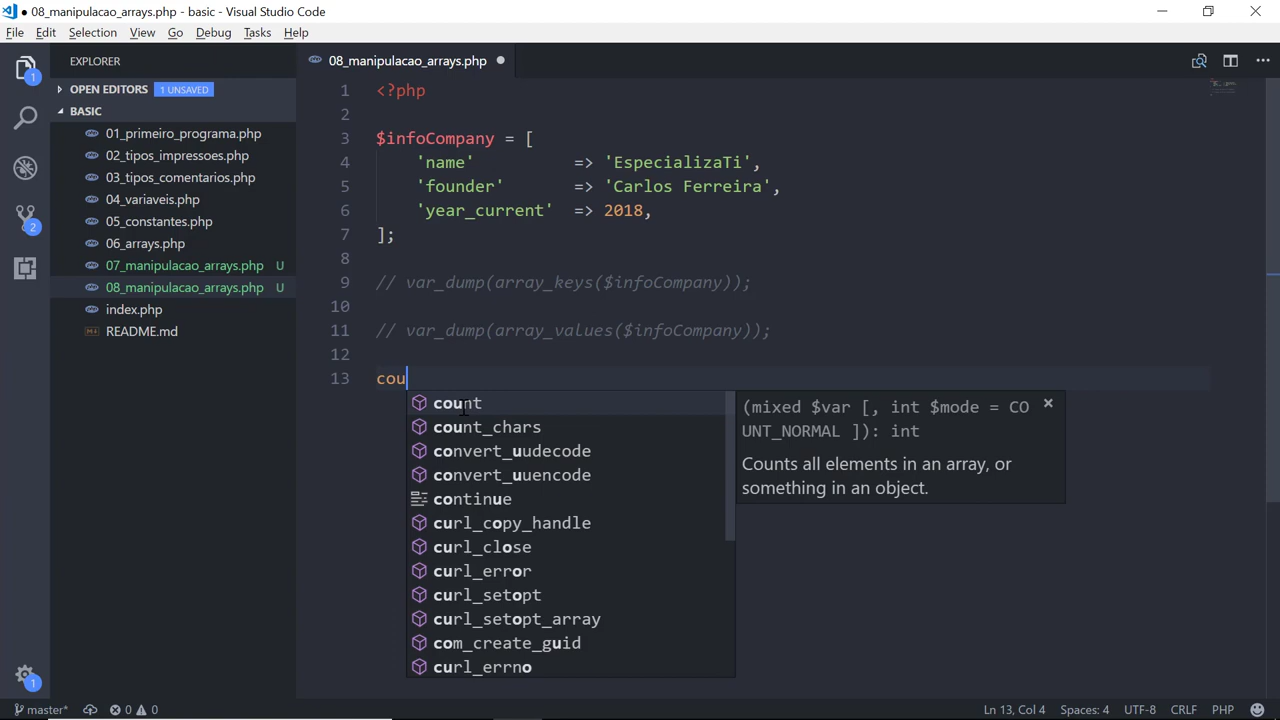 08_manipulacao_arrays.php - basic - Visual Studio Code
File Edit Selection View Go Debug Tasks Help
EXPLORER
08_manipulacao_arrays.php
OPEN EDITORS 1 UNSAVED
BASIC
01_primeiro_programa.php
02_tipos_impressoes.php
03_tipos_comentarios.php
04_variaveis.php
05_constantes.php
06_arrays.php
07_manipulacao_arrays.php U
08_manipulacao_arrays.php U
index.php
README.md
1
2
1
1 <?php
2
3 $infoCompany = [
4 'name' => 'EspecializaTi',
5 'founder' => 'Carlos Ferreira',
6 'year_current' => 2018,
7 ];
8
9 // var_dump(array_keys($infoCompany));
10
11 // var_dump(array_values($infoCompany));
12
13 cou
count
count_chars
convert_uudecode
convert_uuencode
continue
curl_copy_handle
curl_close
curl_error
curl_setopt
curl_setopt_array
com_create_guid
curl_errno
(mixed $var [, int $mode = CO
UNT_NORMAL ]): int
Counts all elements in an array, or
something in an object.
master* 0 0 Ln 13, Col 4 Spaces: 4 UTF-8 CRLF PHP